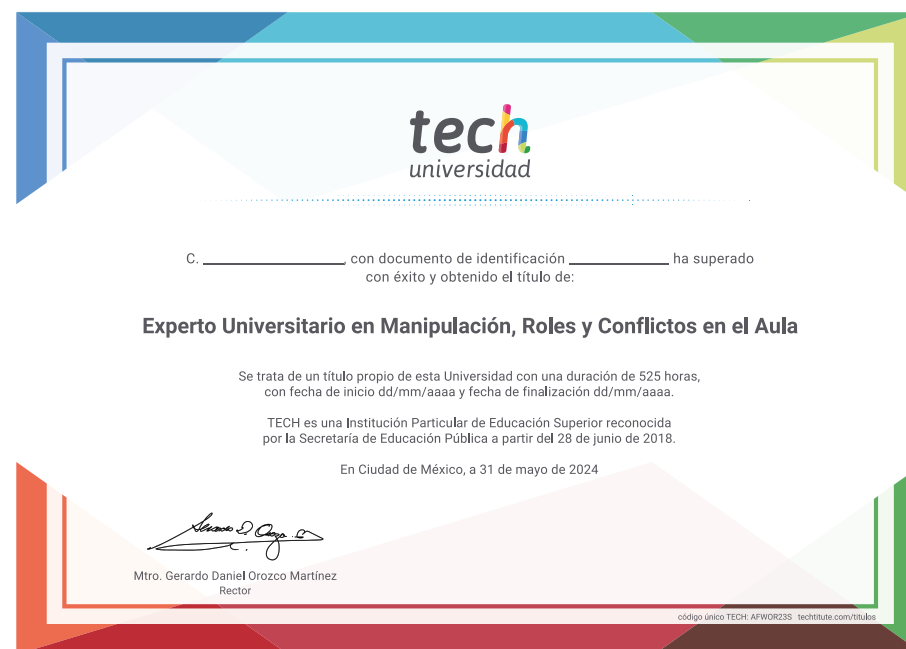 tech
universidad
C. ____________, con documento de identificación ____________ ha superado
con éxito y obtenido el título de:
Experto Universitario en Manipulación, Roles y Conflictos en el Aula
Se trata de un título propio de esta Universidad con una duración de 525 horas,
con fecha de inicio dd/mm/aaaa y fecha de finalización dd/mm/aaaa.
TECH es una Institución Particular de Educación Superior reconocida
por la Secretaría de Educación Pública a partir del 28 de junio de 2018.
En Ciudad de México, a 31 de mayo de 2024
Mtro. Gerardo Daniel Orozco Martínez
Rector
código único TECH: AFWOR23S techtitute.com/titulos